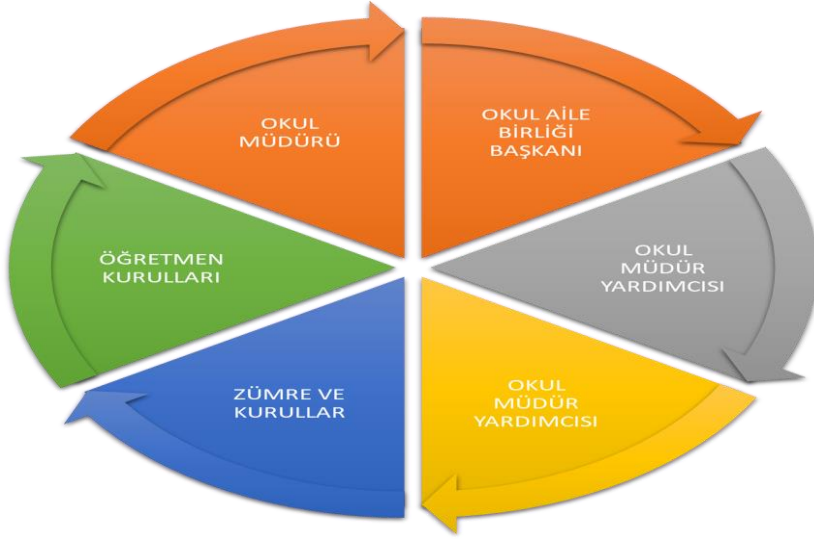 OKUL
MÜDÜRÜ
OKUL AİLE
BİRLİĞİ
BAŞKANI
OKUL
MÜDÜR
YARDIMCISI
OKUL
MÜDÜR
YARDIMCISI
ZÜMRE VE
KURULLAR
ÖĞRETMEN
KURULLARI